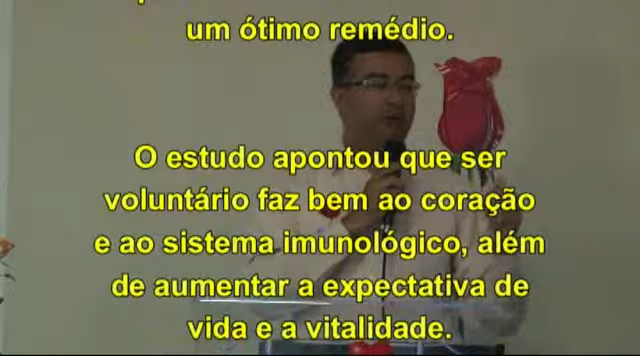 um ótimo remédio.
O estudo apontou que ser
voluntário faz bem ao coração
e ao sistema imunológico, além
de aumentar a expectativa de
vida e a vitalidade.